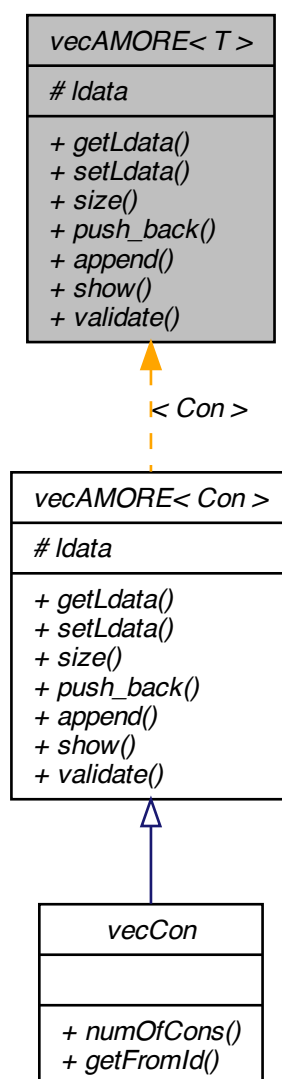 vecAMORE< T >
# ldata
+ getLdata()
+ setLdata()
+ size()
+ push_back()
+ append()
+ show()
+ validate()
< Con >
vecAMORE< Con >
# ldata
+ getLdata()
+ setLdata()
+ size()
+ push_back()
+ append()
+ show()
+ validate()
vecCon
+ numOfCons()
+ getFromId()